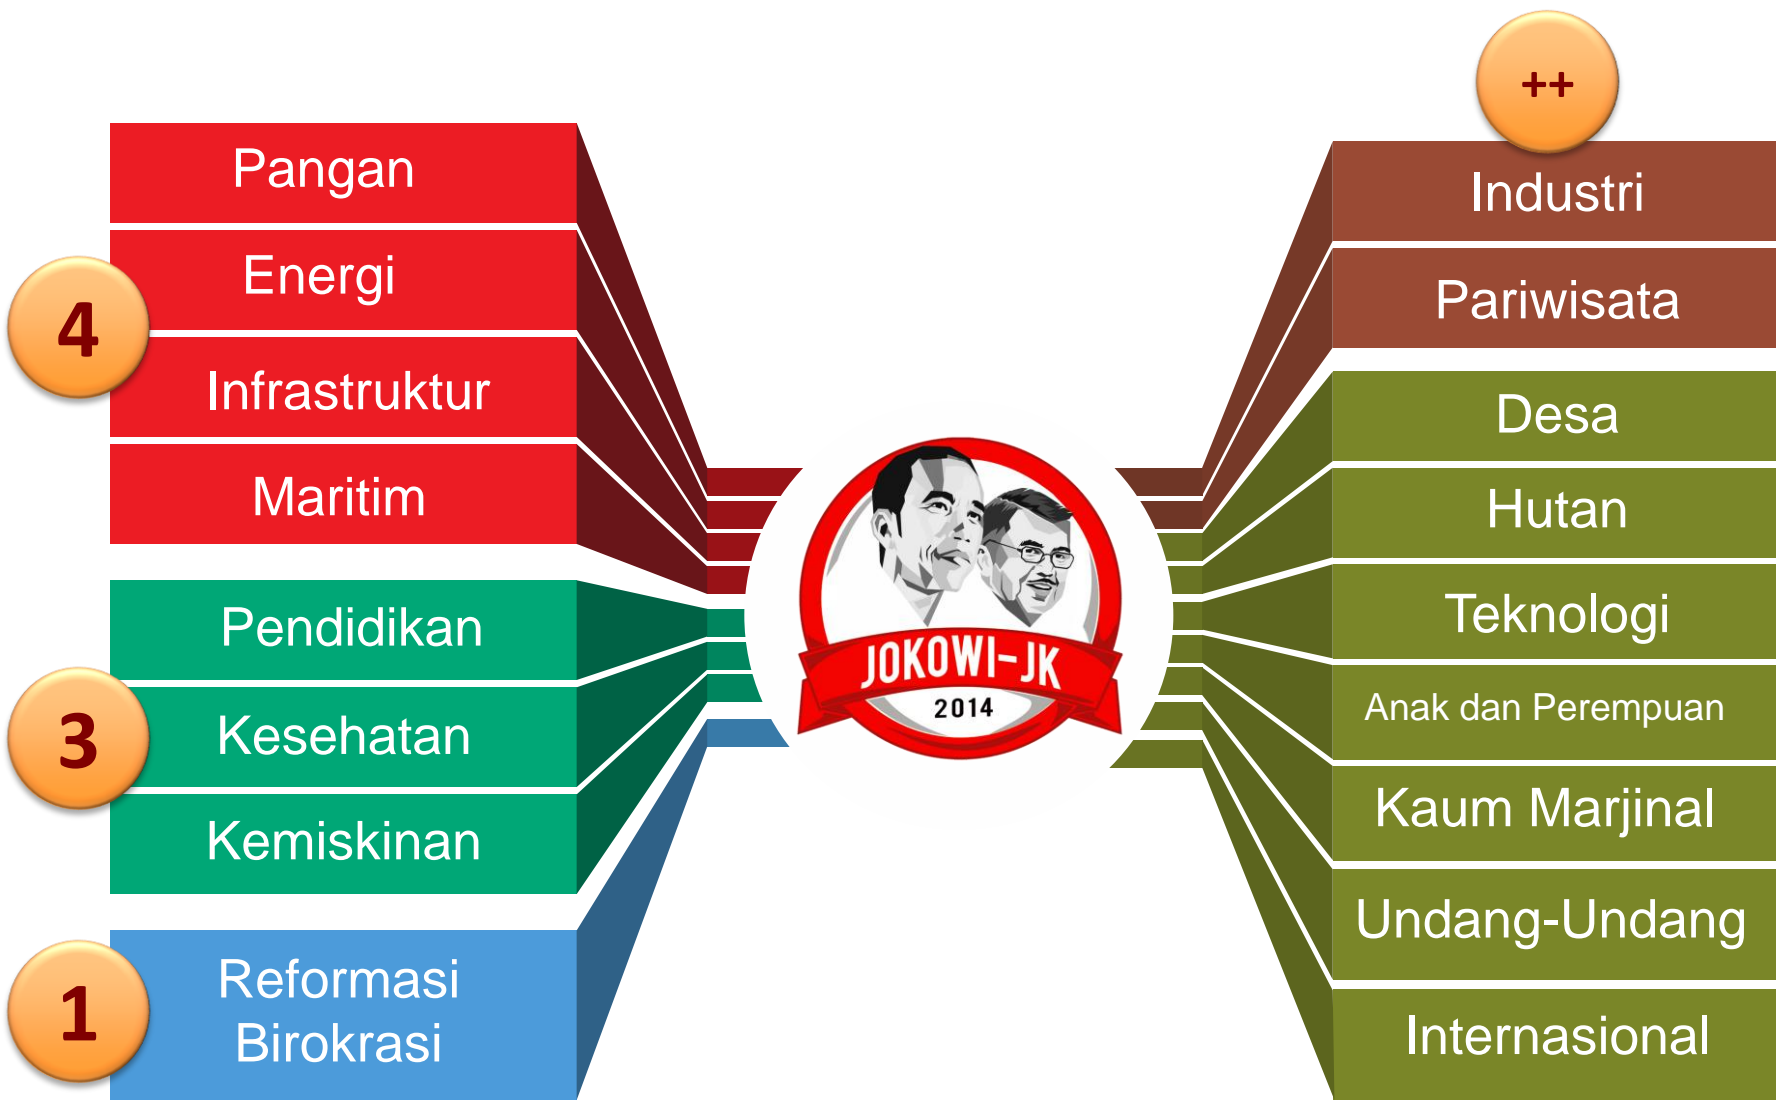 4
Pangan
Energi
Infrastruktur
Maritim
3
Pendidikan
Kesehatan
Kemiskinan
1
Reformasi
Birokrasi
JOKOWI-JK
2014
++
Industri
Pariwisata
Desa
Hutan
Teknologi
Anak dan Perempuan
Kaum Marjinal
Undang-Undang
Internasional